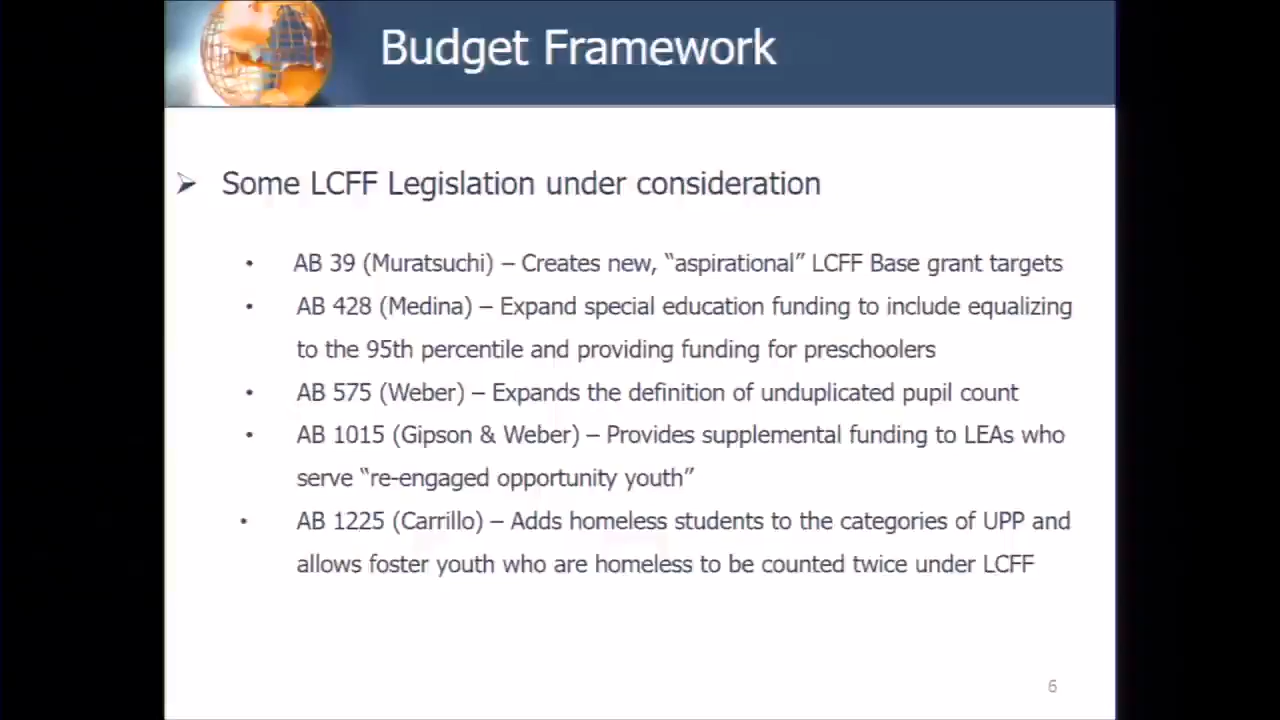 Budget Framework
➢ Some LCFF Legislation under consideration
• AB 39 (Muratsuchi) – Creates new, “aspirational” LCFF Base grant targets
• AB 428 (Medina) – Expand special education funding to include equalizing
to the 95th percentile and providing funding for preschoolers
• AB 575 (Weber) – Expands the definition of unduplicated pupil count
• AB 1015 (Gipson & Weber) – Provides supplemental funding to LEAs who
serve “re-engaged opportunity youth”
• AB 1225 (Carrillo) – Adds homeless students to the categories of UPP and
allows foster youth who are homeless to be counted twice under LCFF
6